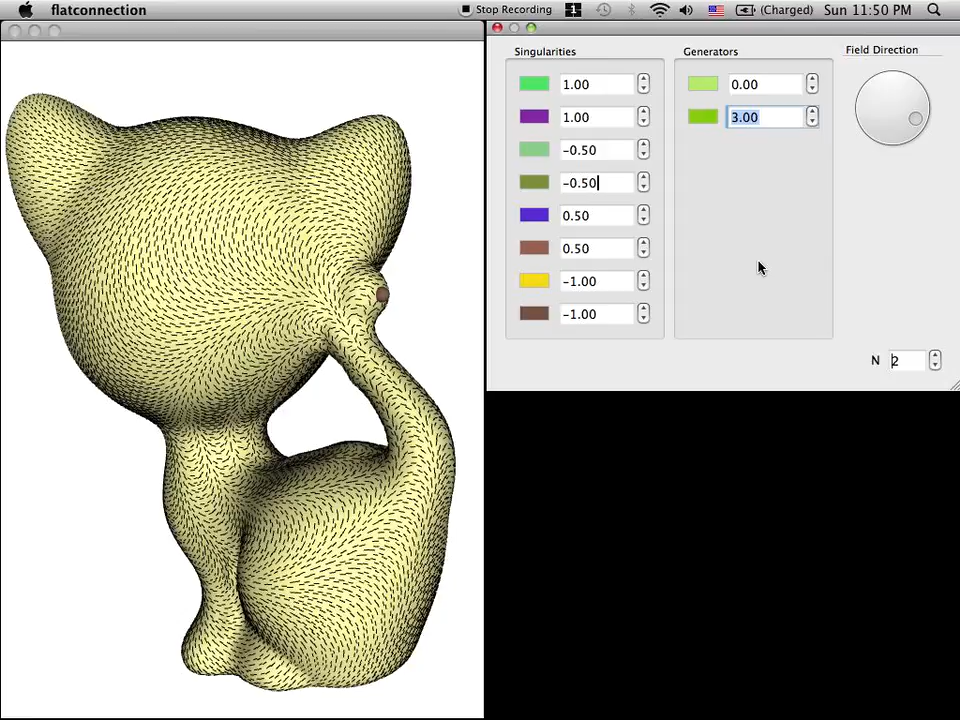 flatconnection
Stop Recording
1
(Charged)
Sun 11:50 PM
Singularities
Generators
Field Direction
1.00
0.00
1.00
3.00
-0.50
-0.50
0.50
0.50
-1.00
-1.00
N 2